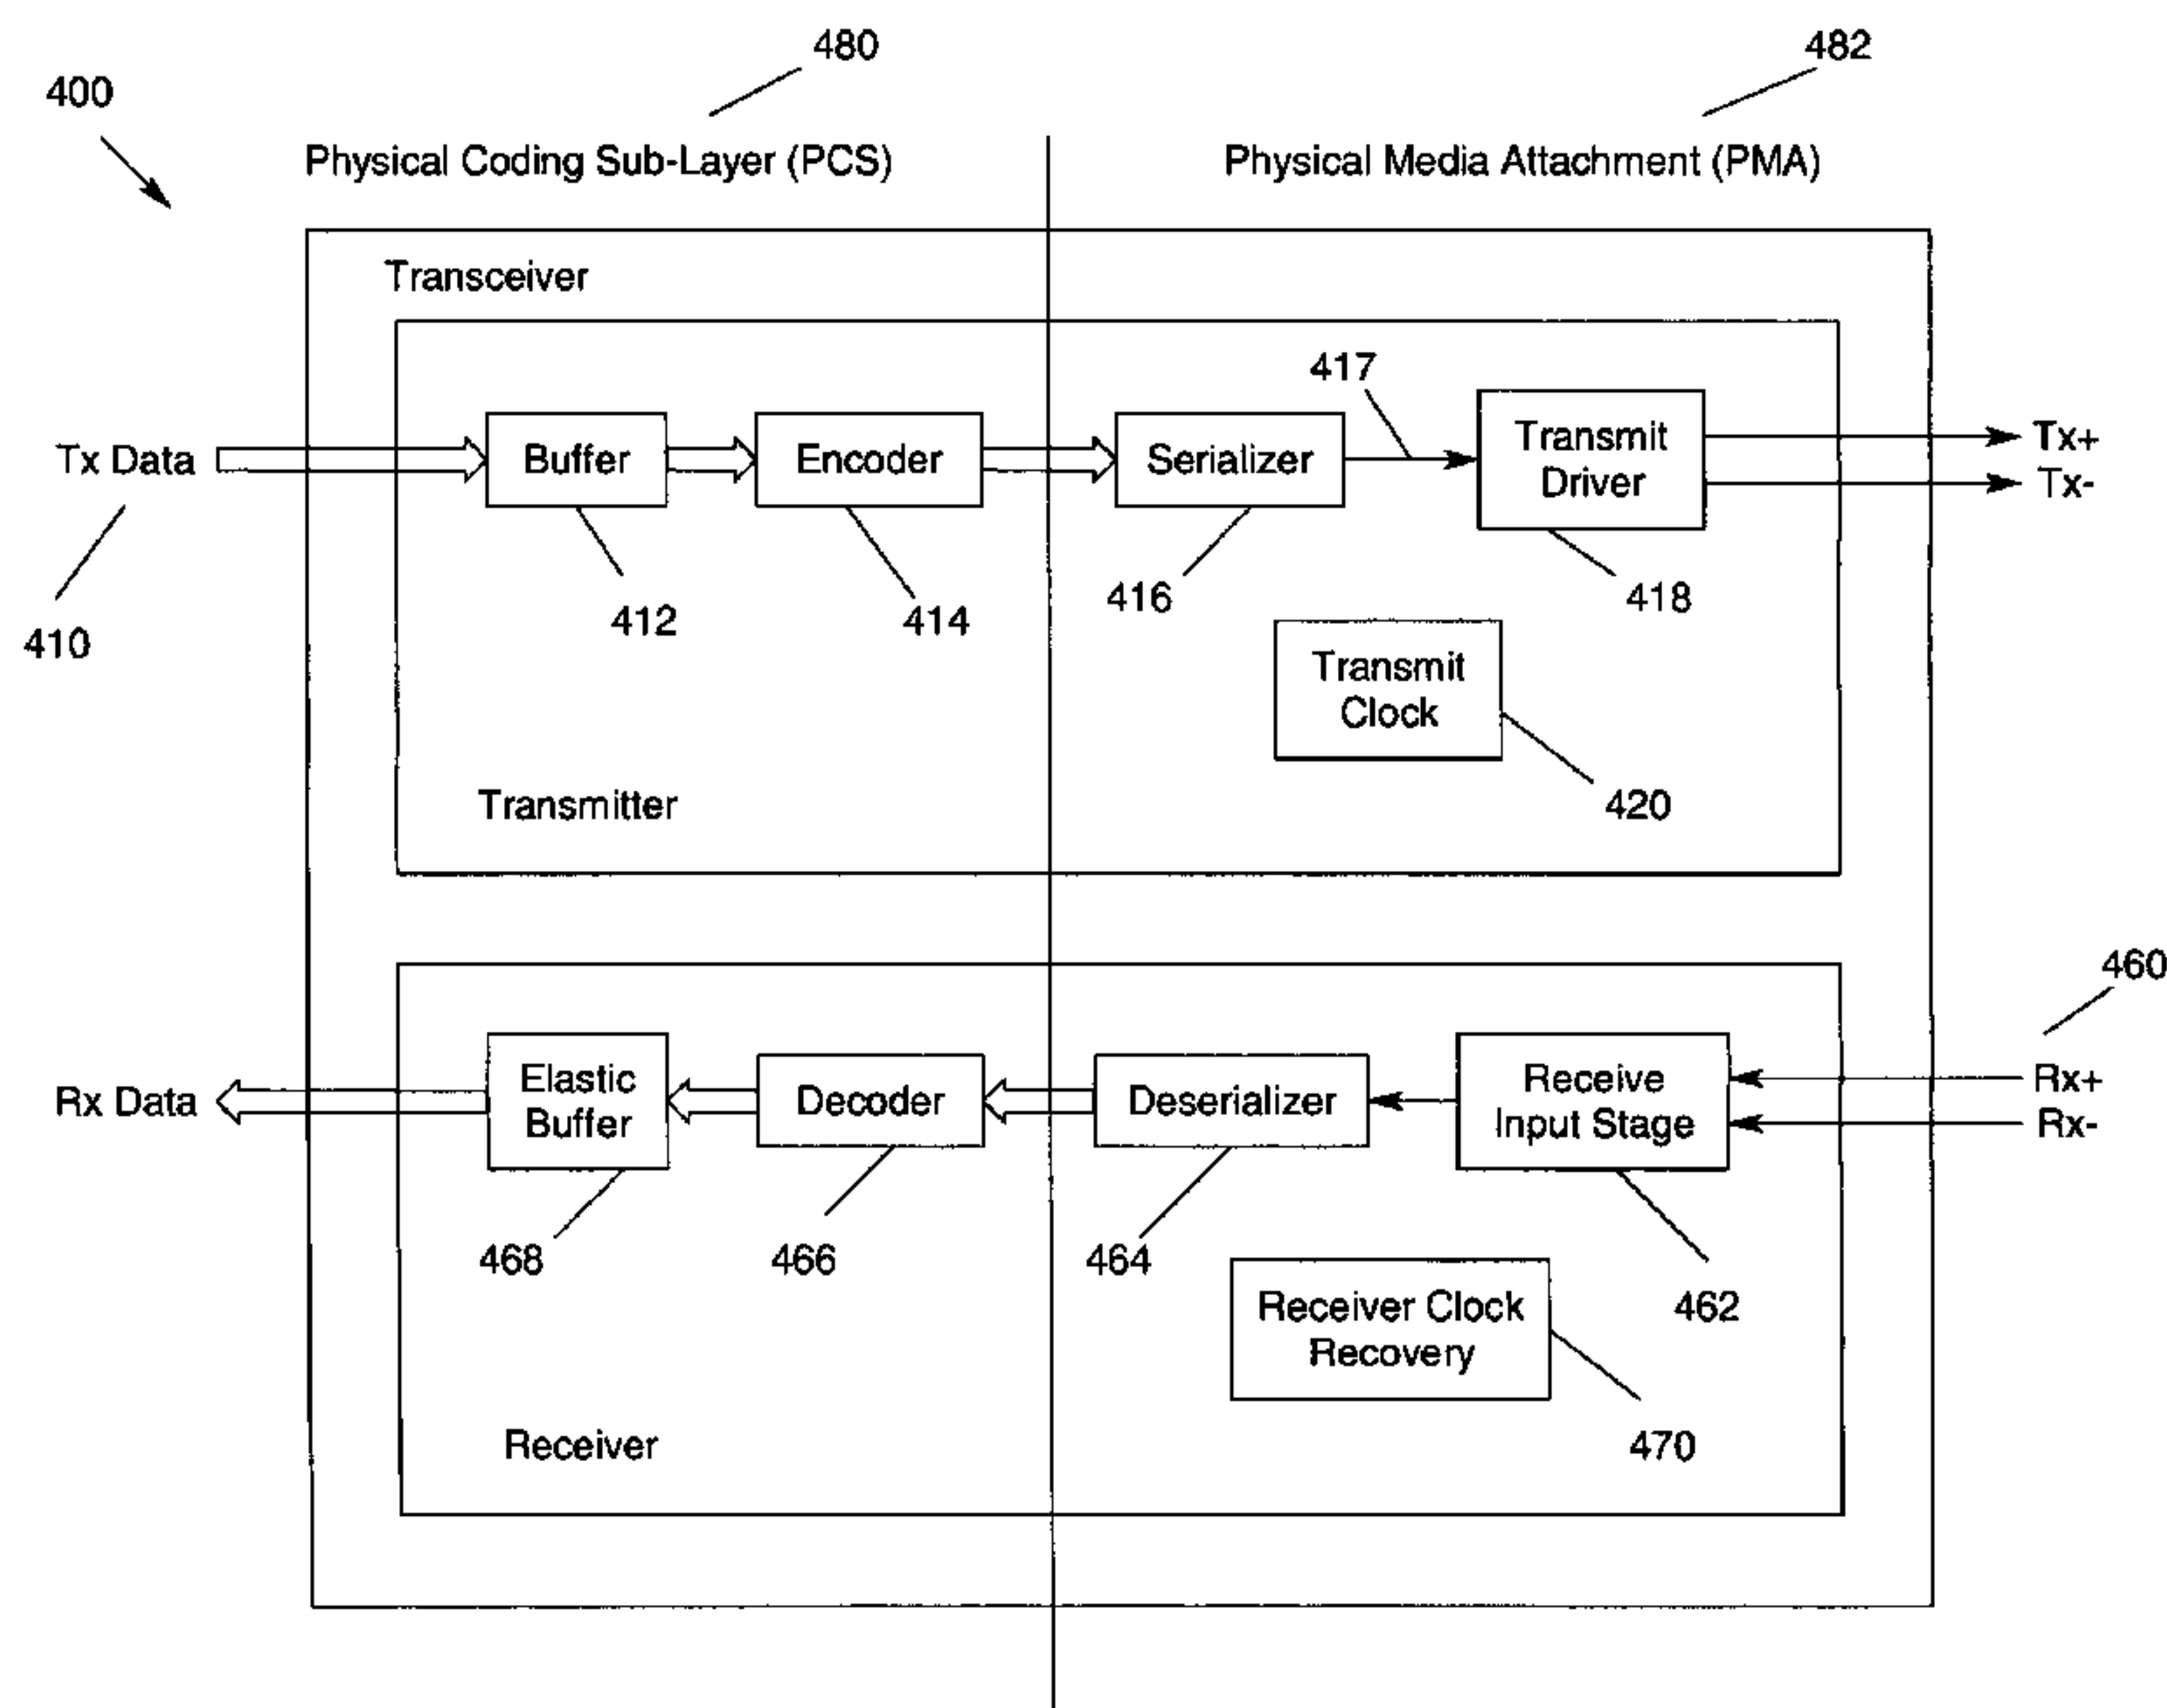 480
482
400
Physical Coding Sub-Layer (PCS)
Physical Media Attachment (PMA)
Transceiver
417
Tx Data
Buffer
Encoder
Serializer
Transmit
Driver
Tx+
Tx-
410
412
414
416
418
Transmit
Clock
420
Transmitter
460
Rx Data
Elastic
Buffer
Decoder
Deserializer
Receive
Input Stage
Rx+
Rx-
468
466
464
462
Receiver Clock
Recovery
470
Receiver